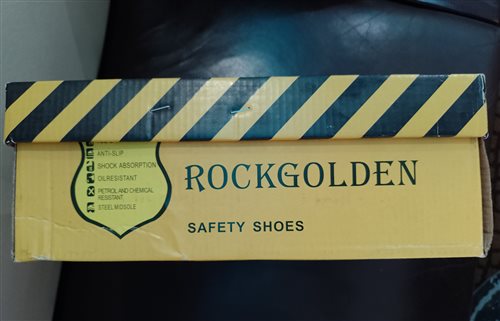 ANTI-SLIP
SHOCK ABSORPTION
OILRESISTANT
PETROL AND CHEMICAL
RESISTANT
STEEL MIDSOLE
ROCKGOLDEN
SAFETY SHOES